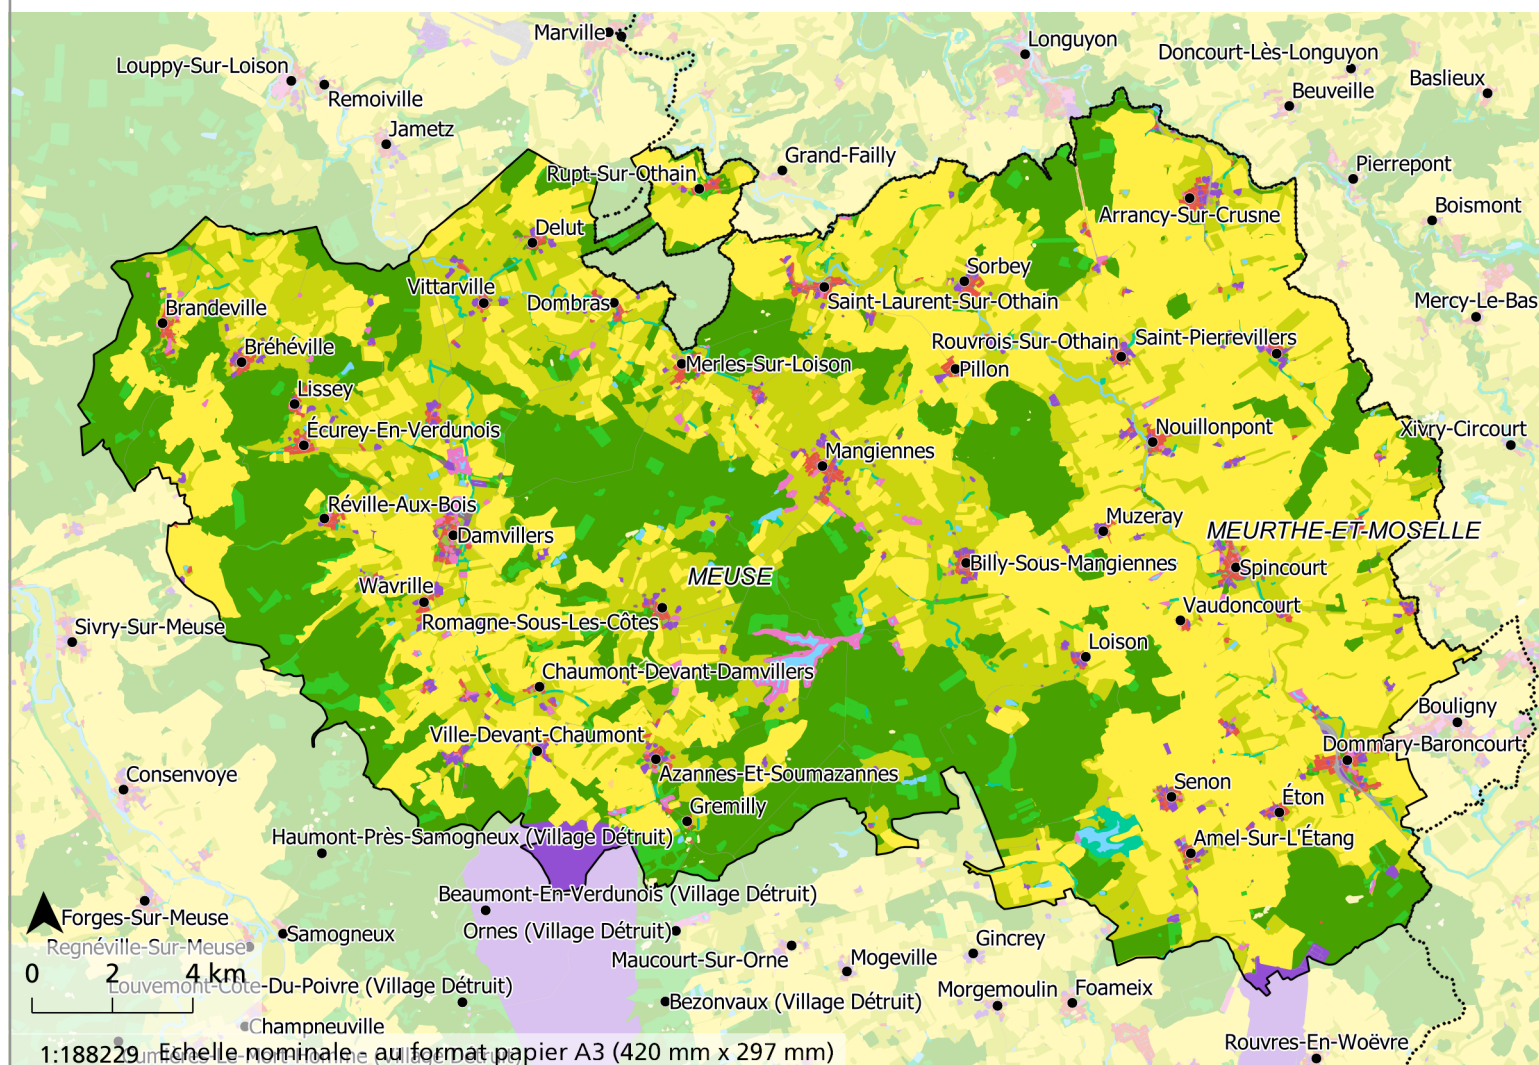 Marville
Longuyon
Doncourt-Lès-Longuyon
Louppy-Sur-Loison
Baslieux
Remoiville
Beuveille
Jametz
Grand-Failly
Pierrepont
Rupt-Sur-Othain
Boismont
Arrancy-Sur-Crusne
Delut
Sorbey
Vittarville
Dombras
Saint-Laurent-Sur-Othain
Mercy-Le-Bas
Brandeville
Bréhéville
Rouvrois-Sur-Othain
Saint-Pierrevillers
Merles-Sur-Loison
Pillon
Lissey
Écurey-En-Verdunois
Nouillonpont
Xivry-Circourt
Mangiennes
Réville-Aux-Bois
Muzeray
MEURTHE-ET-MOSELLE
Damvillers
Billy-Sous-Mangiennes
Spincourt
MEUSE
Wavrille
Vaudoncourt
Romagne-Sous-Les-Côtes
Sivry-Sur-Meuse
Loison
Chaumont-Devant-Damvillers
Bouligny
Ville-Devant-Chaumont
Dommary-Baroncourt
Consenvoye
Azannes-Et-Soumazannes
Senon
Éton
Gremilly
Haumont-Près-Samogneux (Village Détruit)
Amel-Sur-L'Étang
Beaumont-En-Verdunois (Village Détruit)
Forges-Sur-Meuse
Ornes (Village Détruit)
Samogneux
Regnéville-Sur-Meuse
Maucourt-Sur-Orne
Gincrey
Mogeville
0 2 4 km
Louvemont-Côte-Du-Poivre (Village Détruit)
Bezonvaux (Village Détruit)
Morgemoulin
Foameix
Champneuville
Rouvres-En-Woëvre
1:188229 Echelle nominale - au format papier A3 (420 mm x 297 mm)